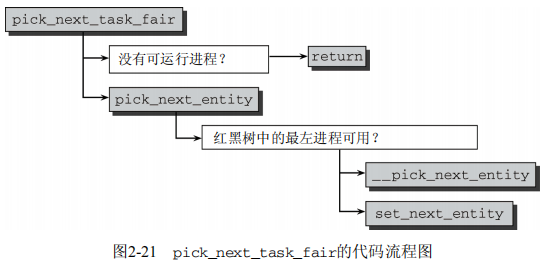 pick_next_task_fair
没有可运行进程？
return
pick_next_entity
红黑树中的最左进程可用？
__pick_next_entity
set_next_entity
图2-21 pick_next_task_fair的代码流程图